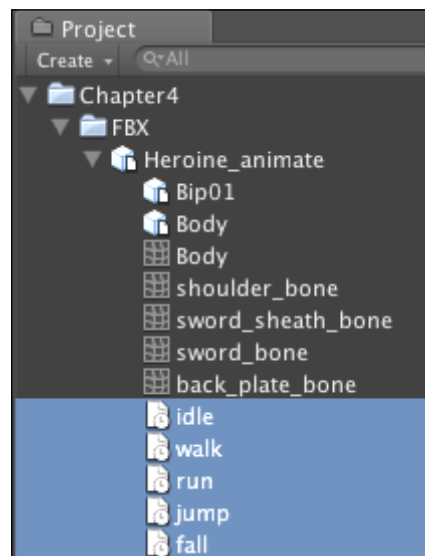 Project
Create All
Chapter4
FBX
Heroine_animate
Bip01
Body
Body
shoulder_bone
sword_sheath_bone
sword_bone
back_plate_bone
idle
walk
run
jump
fall